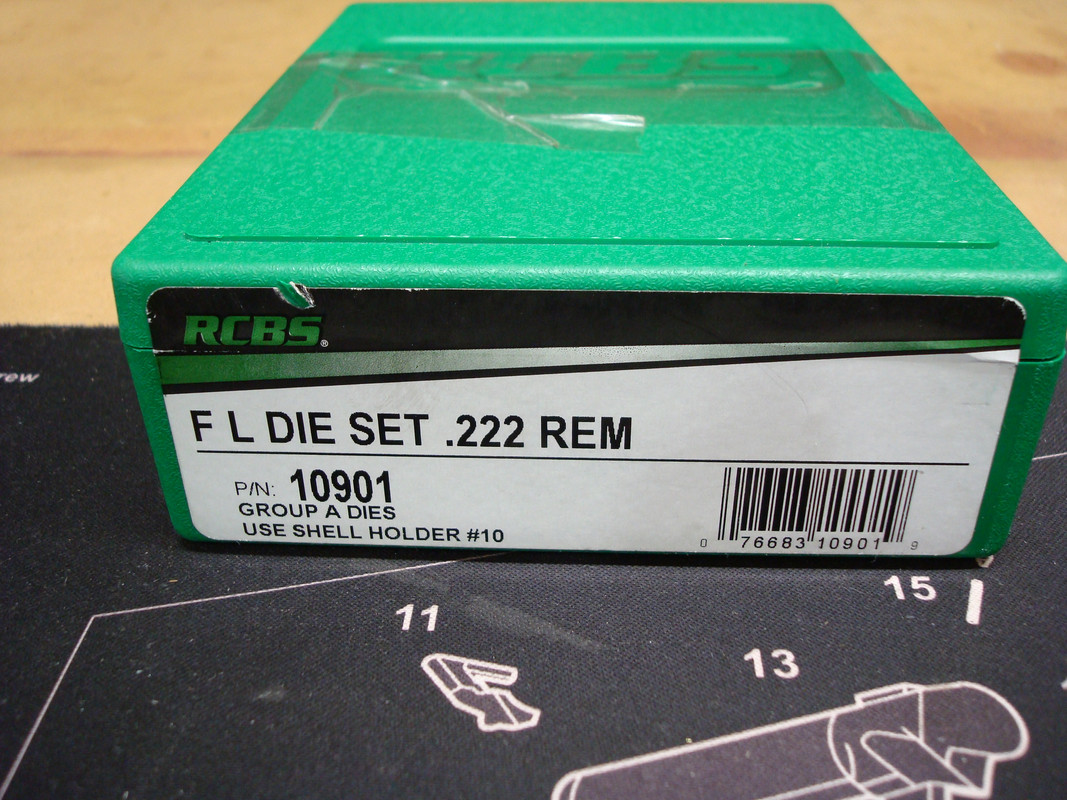 RCBS
RCBS®
F L DIE SET .222 REM
P/N: 10901
GROUP A DIES
USE SHELL HOLDER #10
0 76683 10901 9
11
15
13